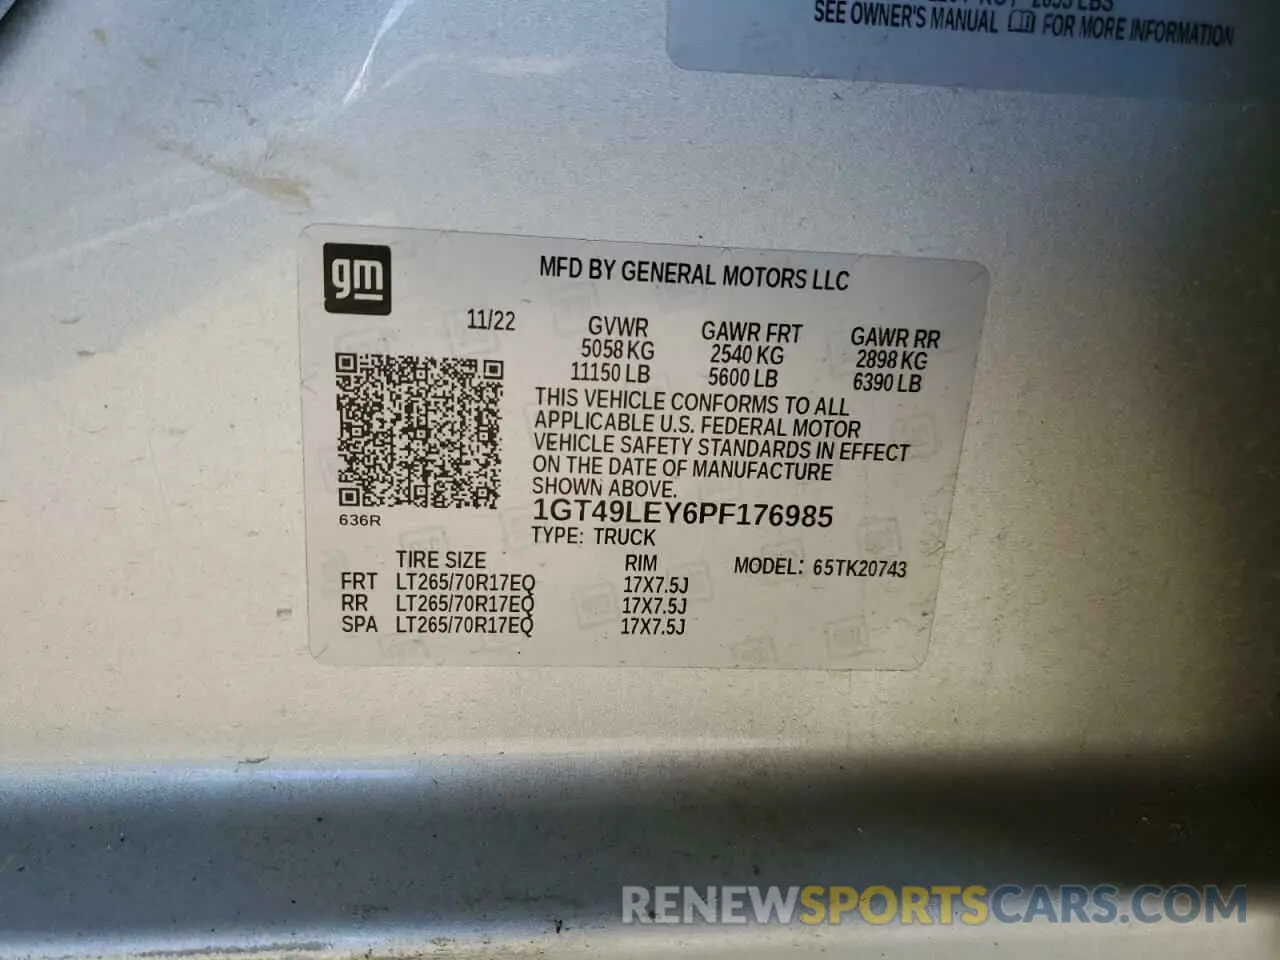 SEE OWNER'S MANUAL FOR MORE INFORMATION
gm
MFD BY GENERAL MOTORS LLC
11/22
GVWR GAWR FRT GAWR RR
5058 KG 2540 KG 2898 KG
11150 LB 5600 LB 6390 LB
THIS VEHICLE CONFORMS TO ALL
APPLICABLE U.S. FEDERAL MOTOR
VEHICLE SAFETY STANDARDS IN EFFECT
ON THE DATE OF MANUFACTURE
SHOWN ABOVE.
636R
1GT49LEY6PF176985
TYPE: TRUCK
TIRE SIZE RIM MODEL: 65TK20743
FRT LT265/70R17EQ 17X7.5J
RR LT265/70R17EQ 17X7.5J
SPA LT265/70R17EQ 17X7.5J
RENEWSPORTSCARS.COM